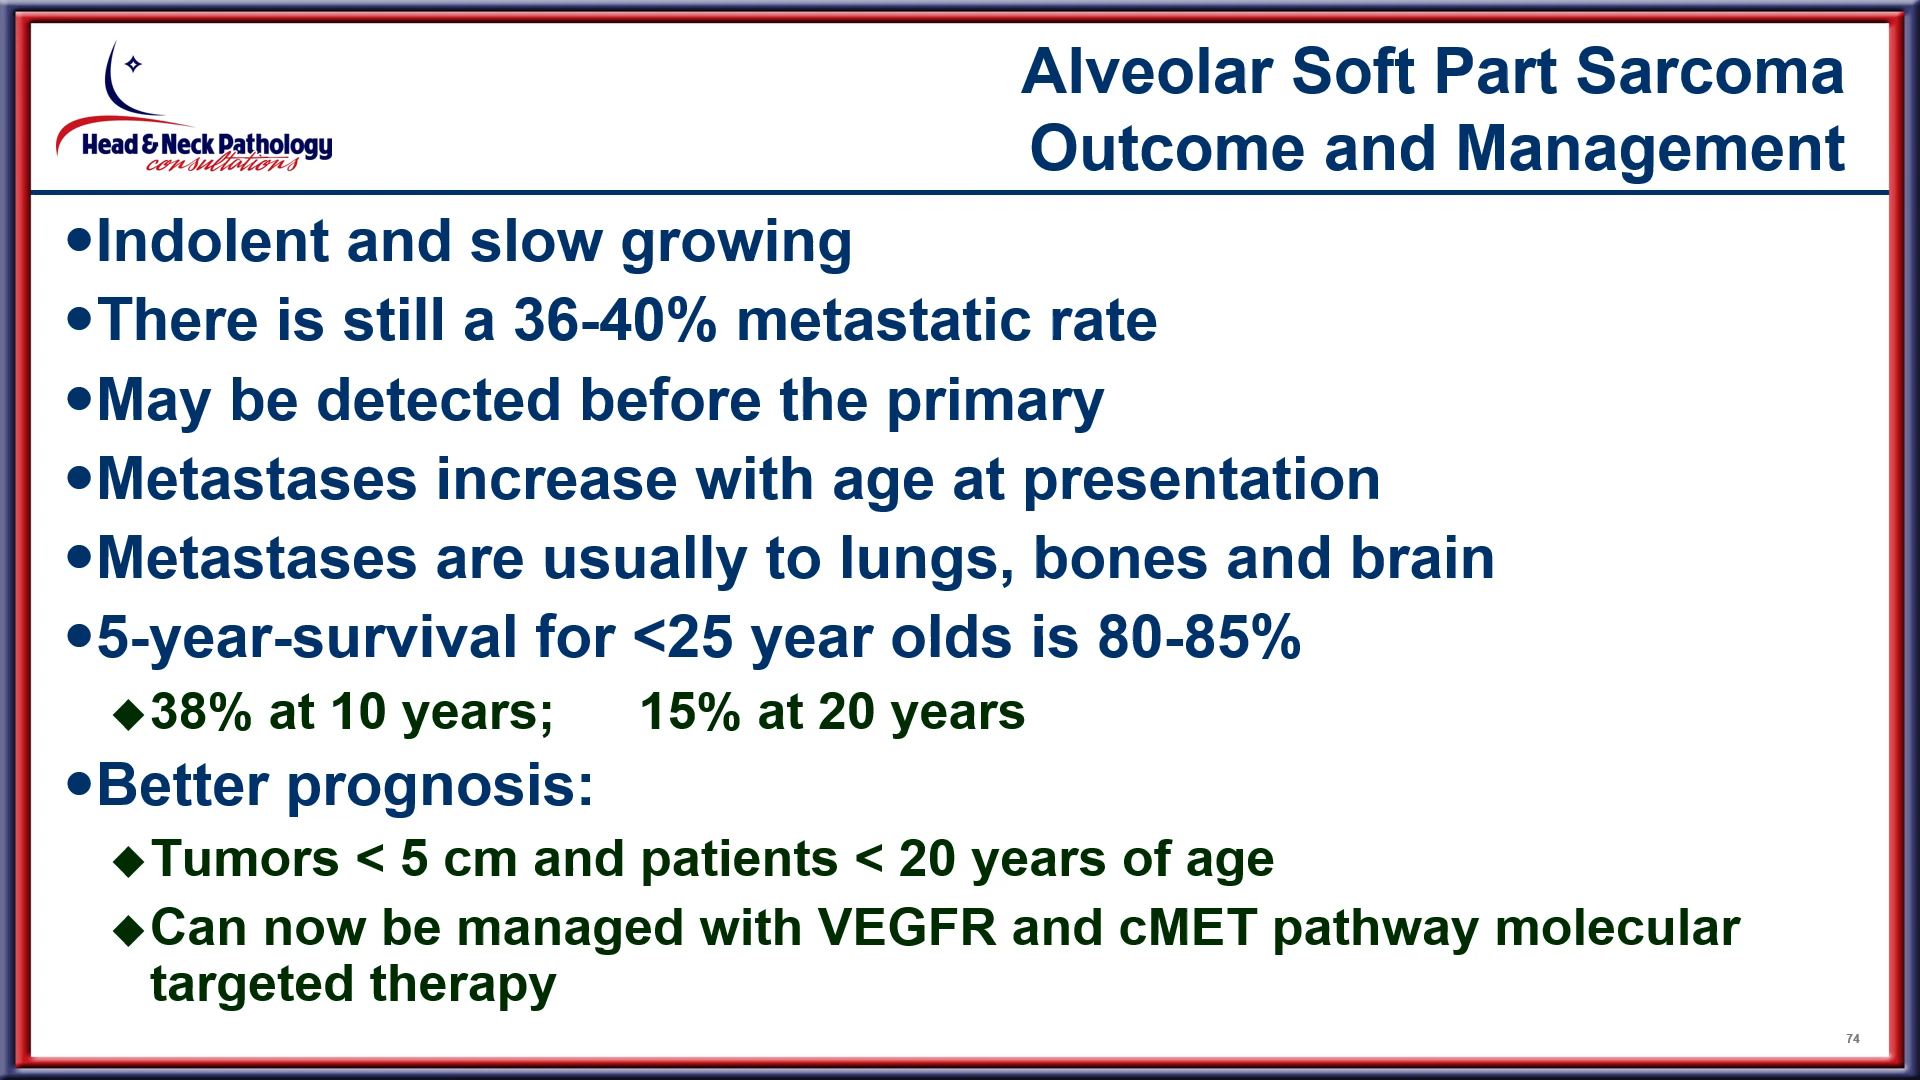 Head & Neck Pathology
consultations
Alveolar Soft Part Sarcoma
Outcome and Management
•Indolent and slow growing
•There is still a 36-40% metastatic rate
•May be detected before the primary
•Metastases increase with age at presentation
•Metastases are usually to lungs, bones and brain
•5-year-survival for <25 year olds is 80-85%
◆38% at 10 years; 15% at 20 years
•Better prognosis:
◆Tumors < 5 cm and patients < 20 years of age
◆Can now be managed with VEGFR and cMET pathway molecular
targeted therapy
74